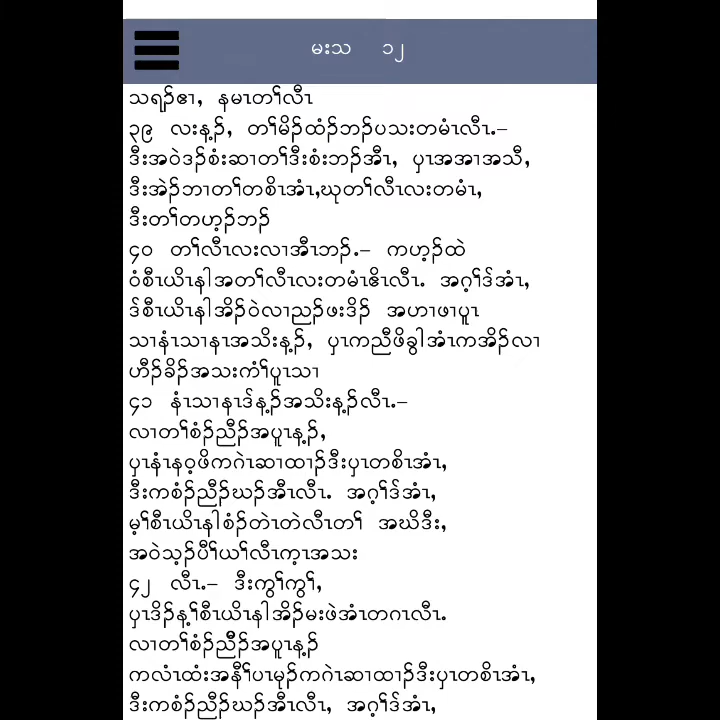 မးသ ၁၂
သရၣ်ဧၢ, နမၤတၢ်လီၤ
၃၉ လးန့ၣ်, တၢ်မိၣ်ထံၣ်ဘၣ်ပသးတမံၤလီၤ.–
ဒီးအဝဲဒၣ်စံးဆၢတၢ်ဒီးစံးဘၣ်အီၤ, ပှၤအအၢအသီ,
ဒီးအဲၣ်ဘၢတၢ်တစိၤအံၤ,ဃုတၢ်လီၤလးတမံၤ,
ဒီးတၢ်တဟ့ၣ်ဘၣ်
၄၀ တၢ်လီၤလးလၢအီၤဘၣ်.– ကဟ့ၣ်ထဲ
ဝံစီၤယိၤနါအတၢ်လီၤလးတမံၤဧိၤလီၤ. အဂ့ၢ်ဒ်အံၤ,
ဒ်စီၤယိၤနါအိၣ်ဝဲလၢညၣ်ဖးဒိၣ် အဟၢဖၢပူၤ
သၢနံၤသၢနၤအသိးန့ၣ်, ပှၤကညီဖိခွါအံၤကအိၣ်လၢ
ဟီၣ်ခိၣ်အသးကံၢ်ပူၤသၢ
၄၁ နံၤသၢနၤဒ်န့ၣ်အသိးန့ၣ်လီၤ.–
လၢတၢ်စံၣ်ညီၣ်အပူၤန့ၣ်,
ပှၤနံၤနဝ့ဖိကဂဲၤဆၢထၢၣ်ဒီးပှၤတစိၤအံၤ,
ဒီးကစံၣ်ညီၣ်ဃၣ်အီၤလီၤ. အဂ့ၢ်ဒ်အံၤ,
မ့ၢ်စီၤယိၤနါစံၣ်တဲၤတဲလီၤတၢ် အဃိဒီး,
အဝဲသ့ၣ်ပီၢ်ယၢ်လီၤက့ၤအသး
၄၂ လီၤ.– ဒီးကွၢ်ကွၢ်,
ပှၤဒိၣ်န့ၢ်စီၤယိၤနါအိၣ်မးဖဲအံၤတဂၤလီၤ.
လၢတၢ်စံၣ်ညီၣ်အပူၤန့ၣ်
ကလံၤထံးအနီၢ်ပၤမုၣ်ကဂဲၤဆၢထၢၣ်ဒီးပှၤတစိၤအံၤ,
ဒီးကစံၣ်ညီၣ်ဃၣ်အီၤလီၤ, အဂ့ၢ်ဒ်အံၤ,